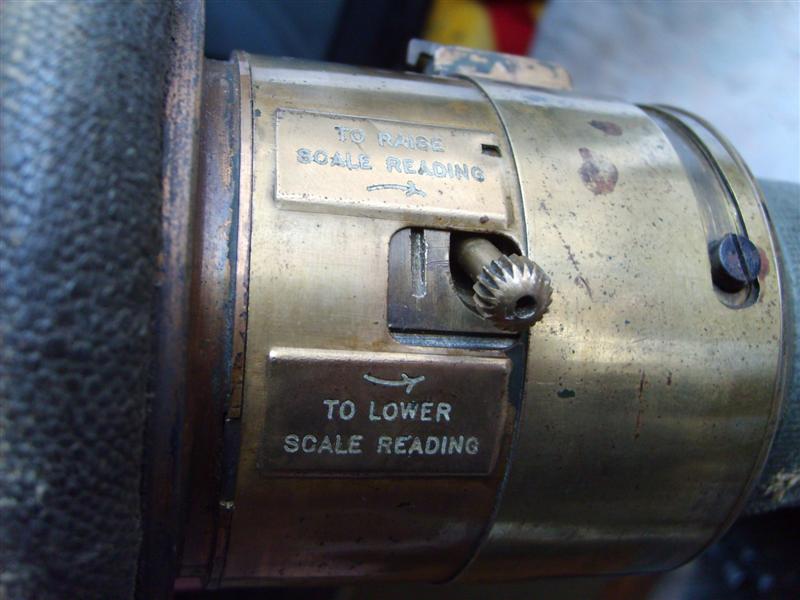 TO RAISE
SCALE READING
TO LOWER
SCALE READING